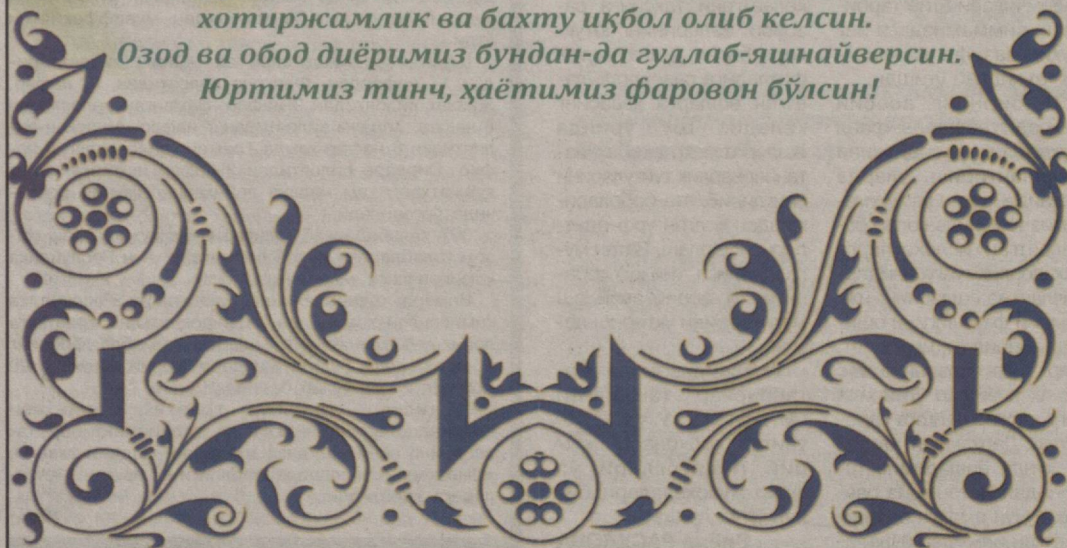 хотиржамлик ва бахту иқбол олиб келсин.
Озод ва обод диёримиз бундан-да гуллаб-яшнайверсин.
Юртимиз тинч, ҳаётимиз фаровон бўлсин!